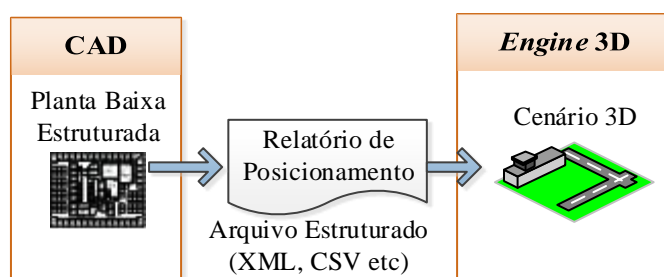 CAD
Planta Baixa
Estruturada
Relatório de
Posicionamento
Arquivo Estruturado
(XML, CSV etc)
Engine 3D
Cenário 3D